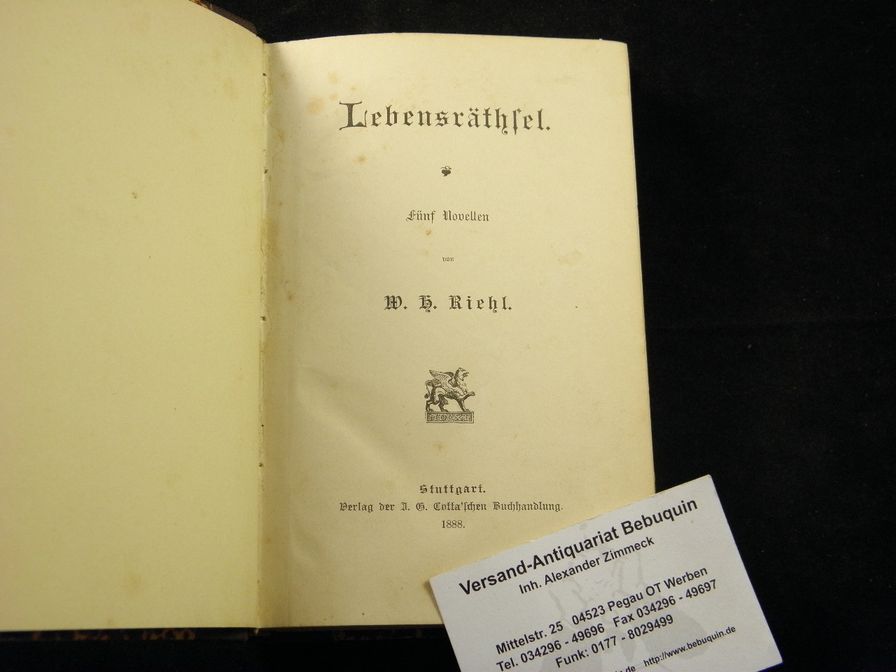 Lebensräthſel.
Fünf Novellen
von
W. H. Riehl.
Stuttgart.
Verlag der J. G. Cotta'ſchen Buchhandlung.
1888.
Versand-Antiquariat Bebuquin
Inh. Alexander Zimmeck
Mittelstr. 25 04523 Pegau OT Werben
Tel. 034296 - 49696 Fax 034296 - 49697
Funk: 0177 - 8029499
http://www.bebuquin.de